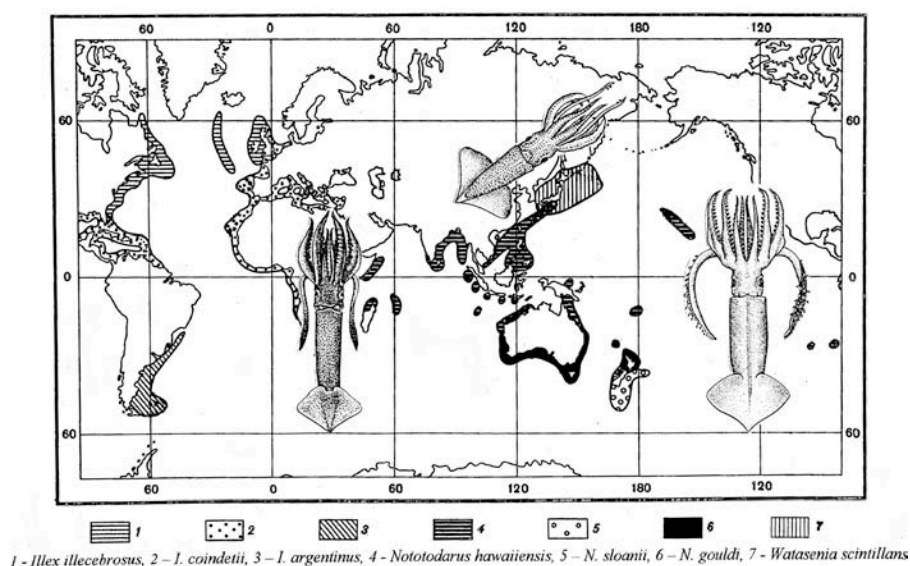 60 0 60 120 180 -120
60 60
0 0
60 60
60 0 60 120 180 -120
1 2 3 4 5 6 7
1 - Illex illecebrosus, 2 – I. coindetii, 3 – I. argentinus, 4 - Nototodarus hawaiiensis, 5 – N. sloanii, 6 – N. gouldi, 7 - Watasenia scintillans